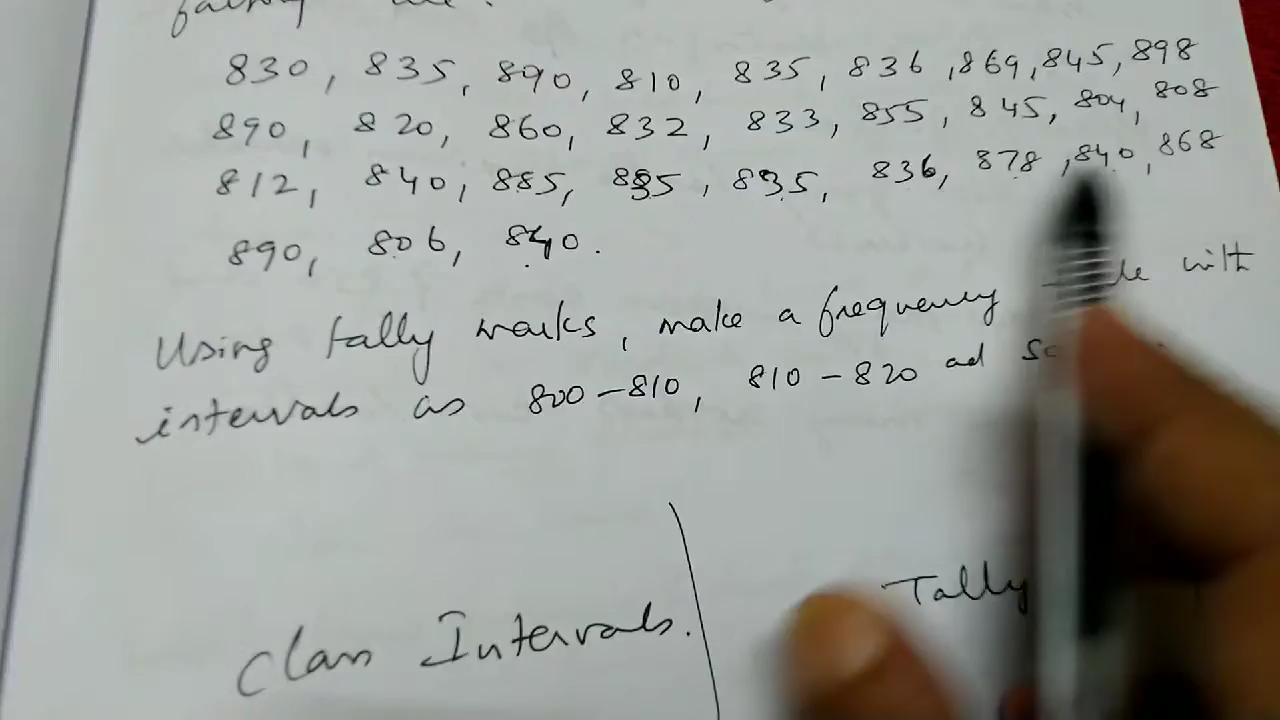 830, 835, 890, 810, 835, 836, 869, 845, 898
890, 820, 860, 832, 833, 855, 845, 804, 808
812, 840, 885, 835, 835, 836, 878, 840, 868
890, 806, 840.
Using tally marks, make a frequency with
intervals as 800-810, 810-820 ad
Class Intervals. Tally